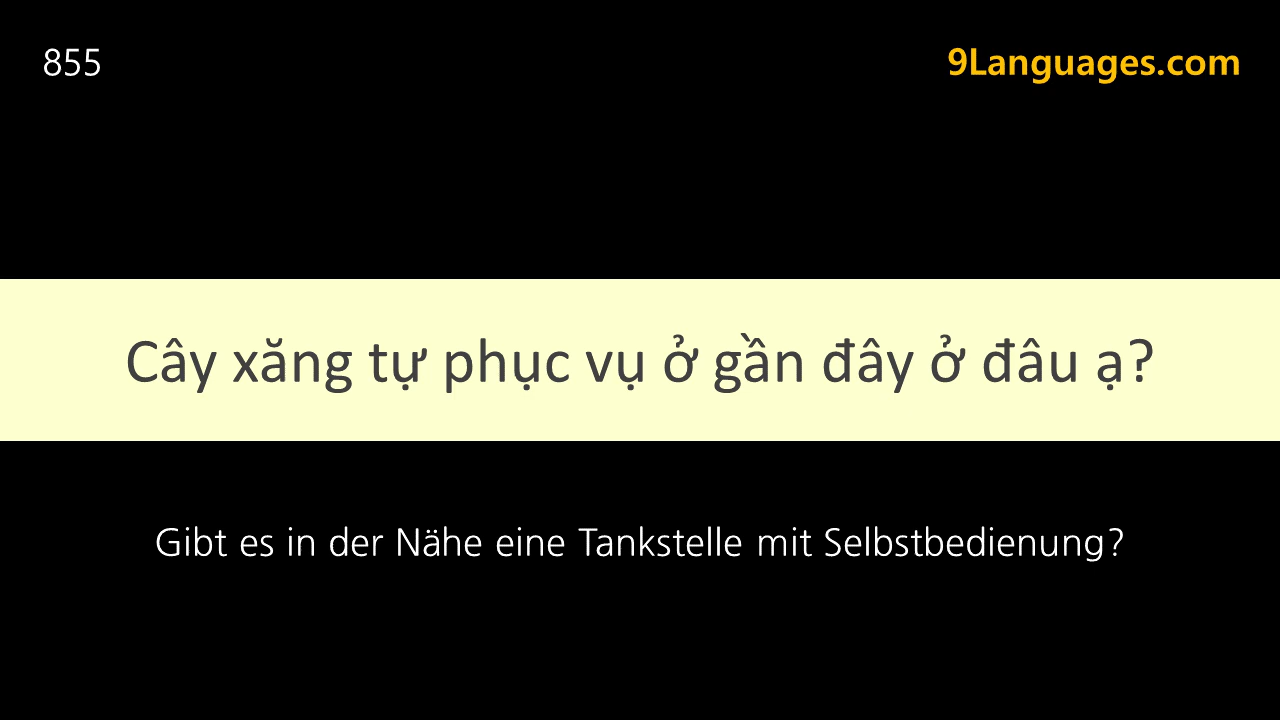 855
9Languages.com
Cây xăng tự phục vụ ở gần đây ở đâu ạ?
Gibt es in der Nähe eine Tankstelle mit Selbstbedienung?